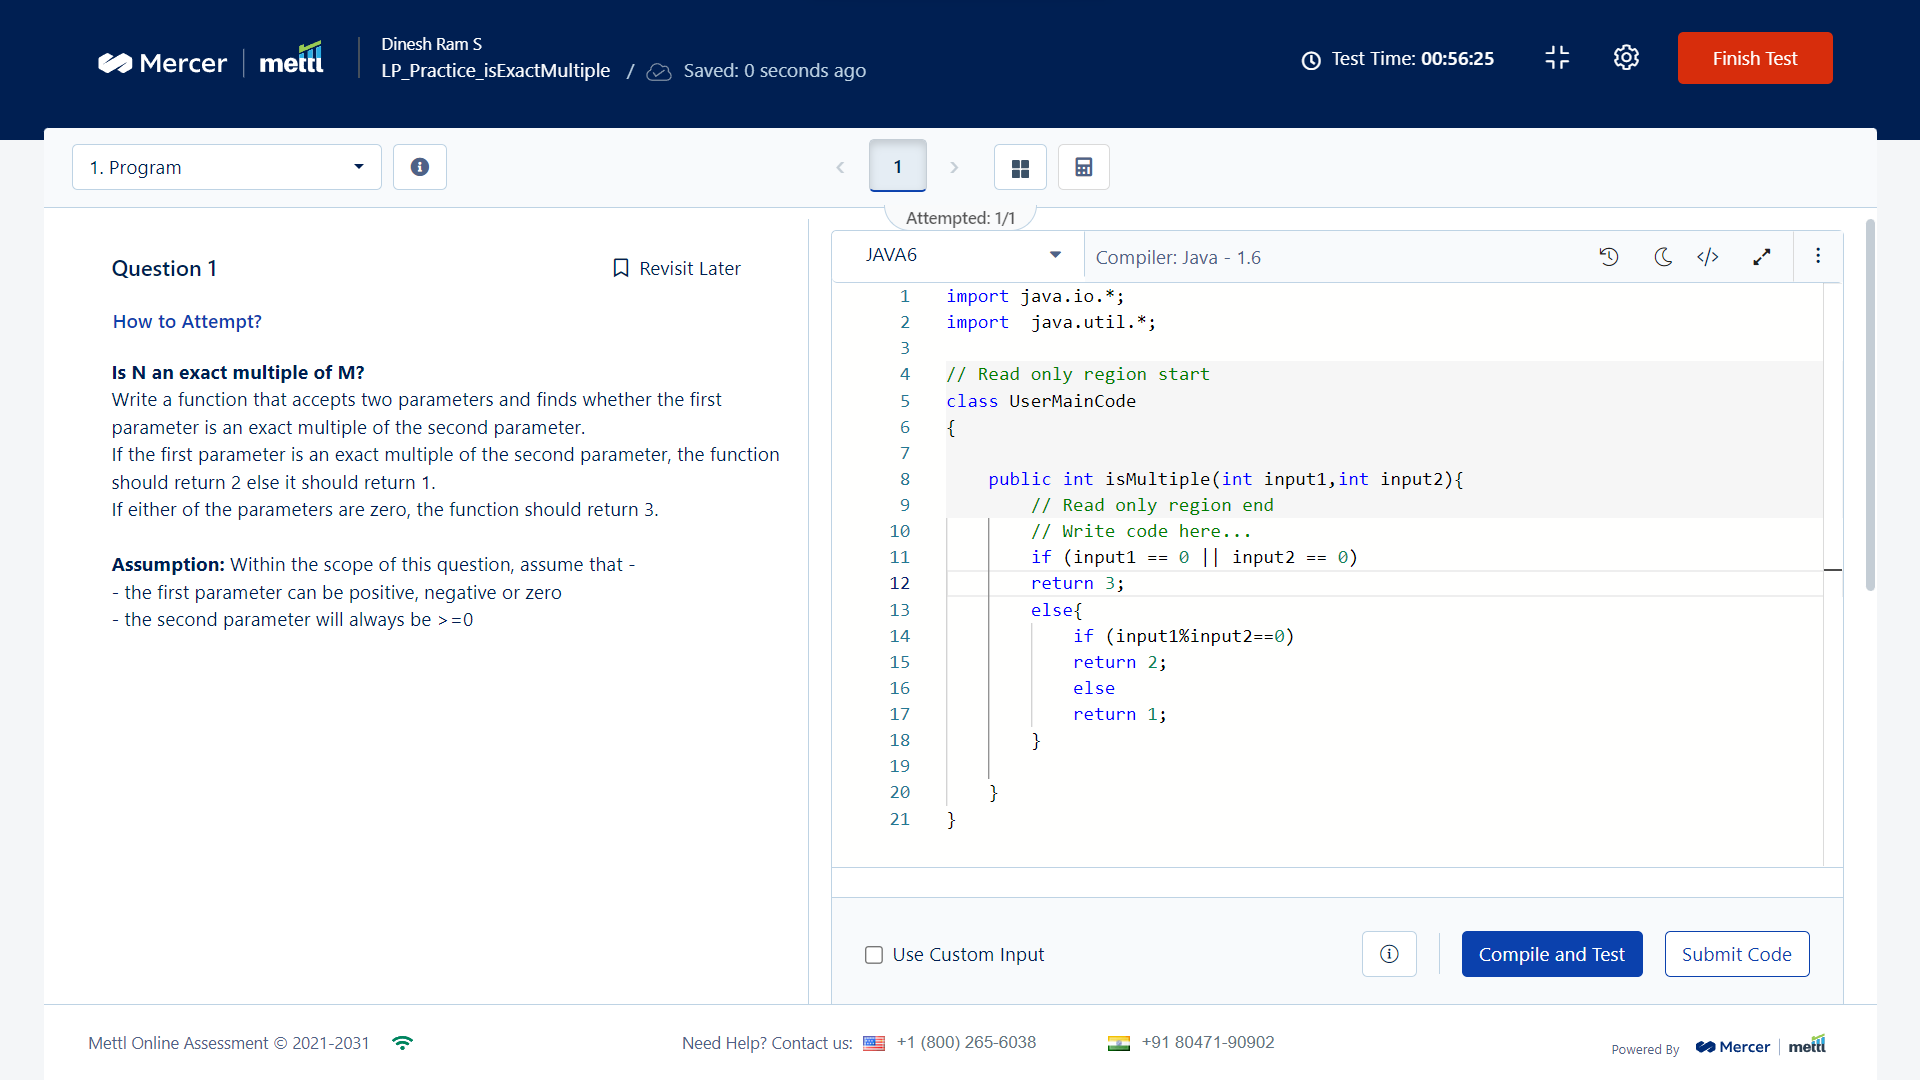 Mercer | mettl
Dinesh Ram S
LP_Practice_isExactMultiple / Saved: 0 seconds ago
Test Time: 00:56:25
Finish Test
1. Program
1
Attempted: 1/1
Question 1
Revisit Later
How to Attempt?
Is N an exact multiple of M?
Write a function that accepts two parameters and finds whether the first
parameter is an exact multiple of the second parameter.
If the first parameter is an exact multiple of the second parameter, the function
should return 2 else it should return 1.
If either of the parameters are zero, the function should return 3.
Assumption: Within the scope of this question, assume that -
- the first parameter can be positive, negative or zero
- the second parameter will always be >=0
JAVA6
Compiler: Java - 1.6
1 import java.io.*;
2 import  java.util.*;
3
4 // Read only region start
5 class UserMainCode
6 {
7
8     public int isMultiple(int input1,int input2){
9         // Read only region end
10         // Write code here...
11         if (input1 == 0 || input2 == 0)
12         return 3;
13         else{
14             if (input1%input2==0)
15             return 2;
16             else
17             return 1;
18         }
19
20     }
21 }
Use Custom Input
Compile and Test
Submit Code
Mettl Online Assessment © 2021-2031
Need Help? Contact us: +1 (800) 265-6038
+91 80471-90902
Powered By Mercer | mettl